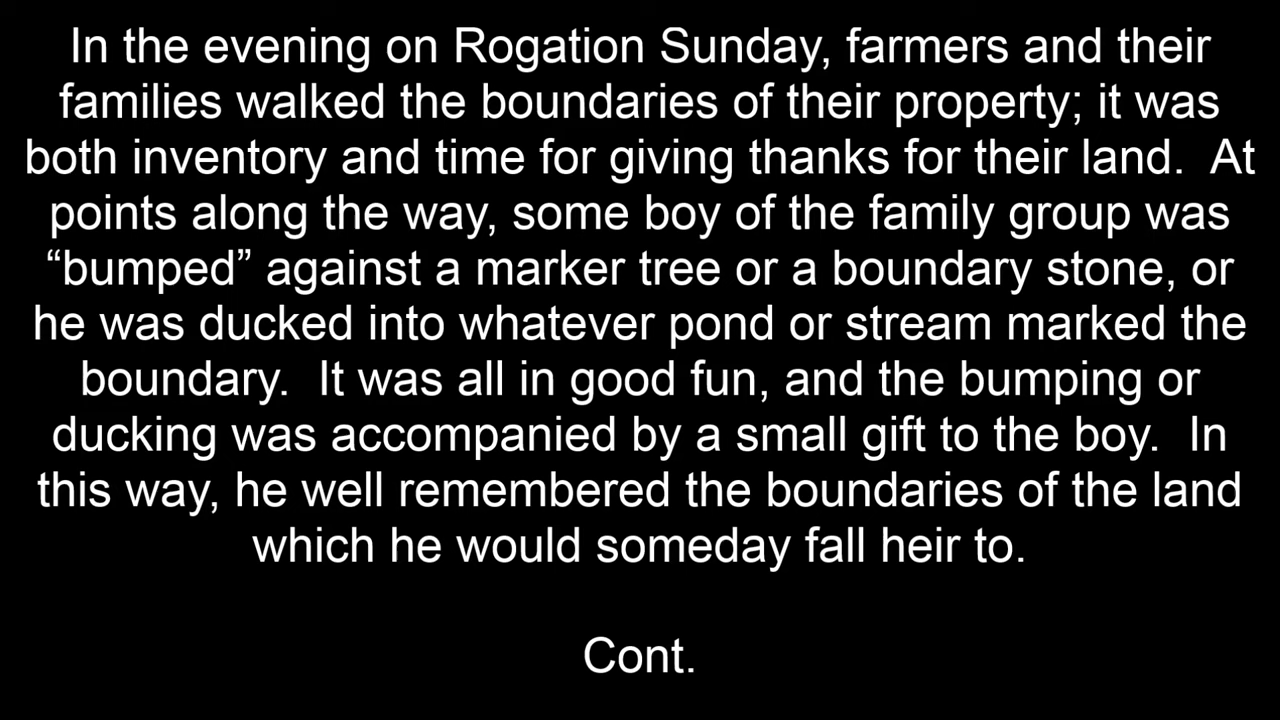 In the evening on Rogation Sunday, farmers and their
families walked the boundaries of their property; it was
both inventory and time for giving thanks for their land.  At
points along the way, some boy of the family group was
“bumped” against a marker tree or a boundary stone, or
he was ducked into whatever pond or stream marked the
boundary.  It was all in good fun, and the bumping or
ducking was accompanied by a small gift to the boy.  In
this way, he well remembered the boundaries of the land
which he would someday fall heir to.
Cont.